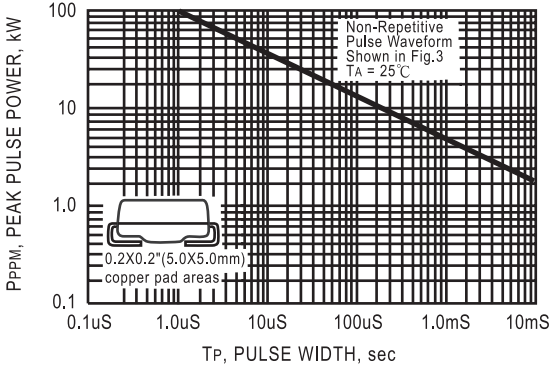 PPPM, PEAK PULSE POWER, kW
100
10
1.0
0.1
Non-Repetitive
Pulse Waveform
Shown in Fig.3
TA = 25℃
0.2X0.2"(5.0X5.0mm)
copper pad areas
0.1uS 1.0uS 10uS 100uS 1.0mS 10mS
TP, PULSE WIDTH, sec